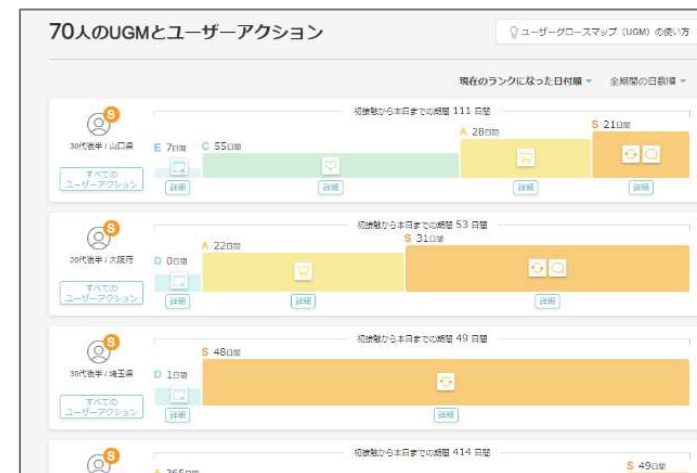 70人のUGMとユーザーアクション
ユーザーグロースマップ（UGM）の使い方
現在のランクになった日付順
全期間の日数順
S
初接触から本日までの期間 111 日間
30代後半 / 山口県
E 7日間
C 55日間
A 28日間
S 21日間
すべての
ユーザーアクション
詳細
詳細
詳細
詳細
S
初接触から本日までの期間 53 日間
20代後半 / 大阪府
D 0日間
A 22日間
S 31日間
すべての
ユーザーアクション
詳細
詳細
詳細
S
初接触から本日までの期間 49 日間
30代後半 / 埼玉県
D 1日間
S 48日間
すべての
ユーザーアクション
詳細
詳細
S
初接触から本日までの期間 414 日間
A 365日間
S 49日間